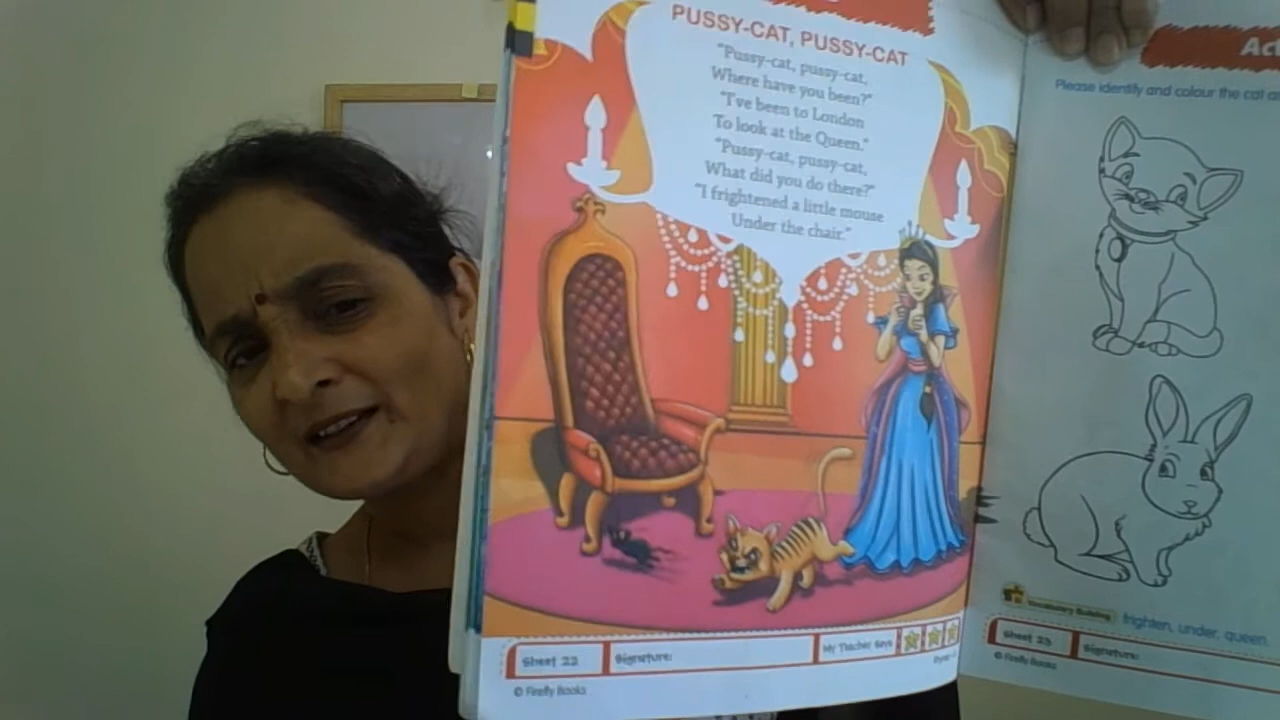 PUSSY-CAT, PUSSY-CAT
"Pussy-cat, pussy-cat,
Where have you been?"
"I've been to London
To look at the Queen."
"Pussy-cat, pussy-cat,
What did you do there?"
"I frightened a little mouse
Under the chair."
Sheet 22
Signature:
My Teacher Says
© Firefly Books
Please identify and colour the cat
Vocabulary Building
frighten, under, queen
Sheet 23
Signature:
© Firefly Books